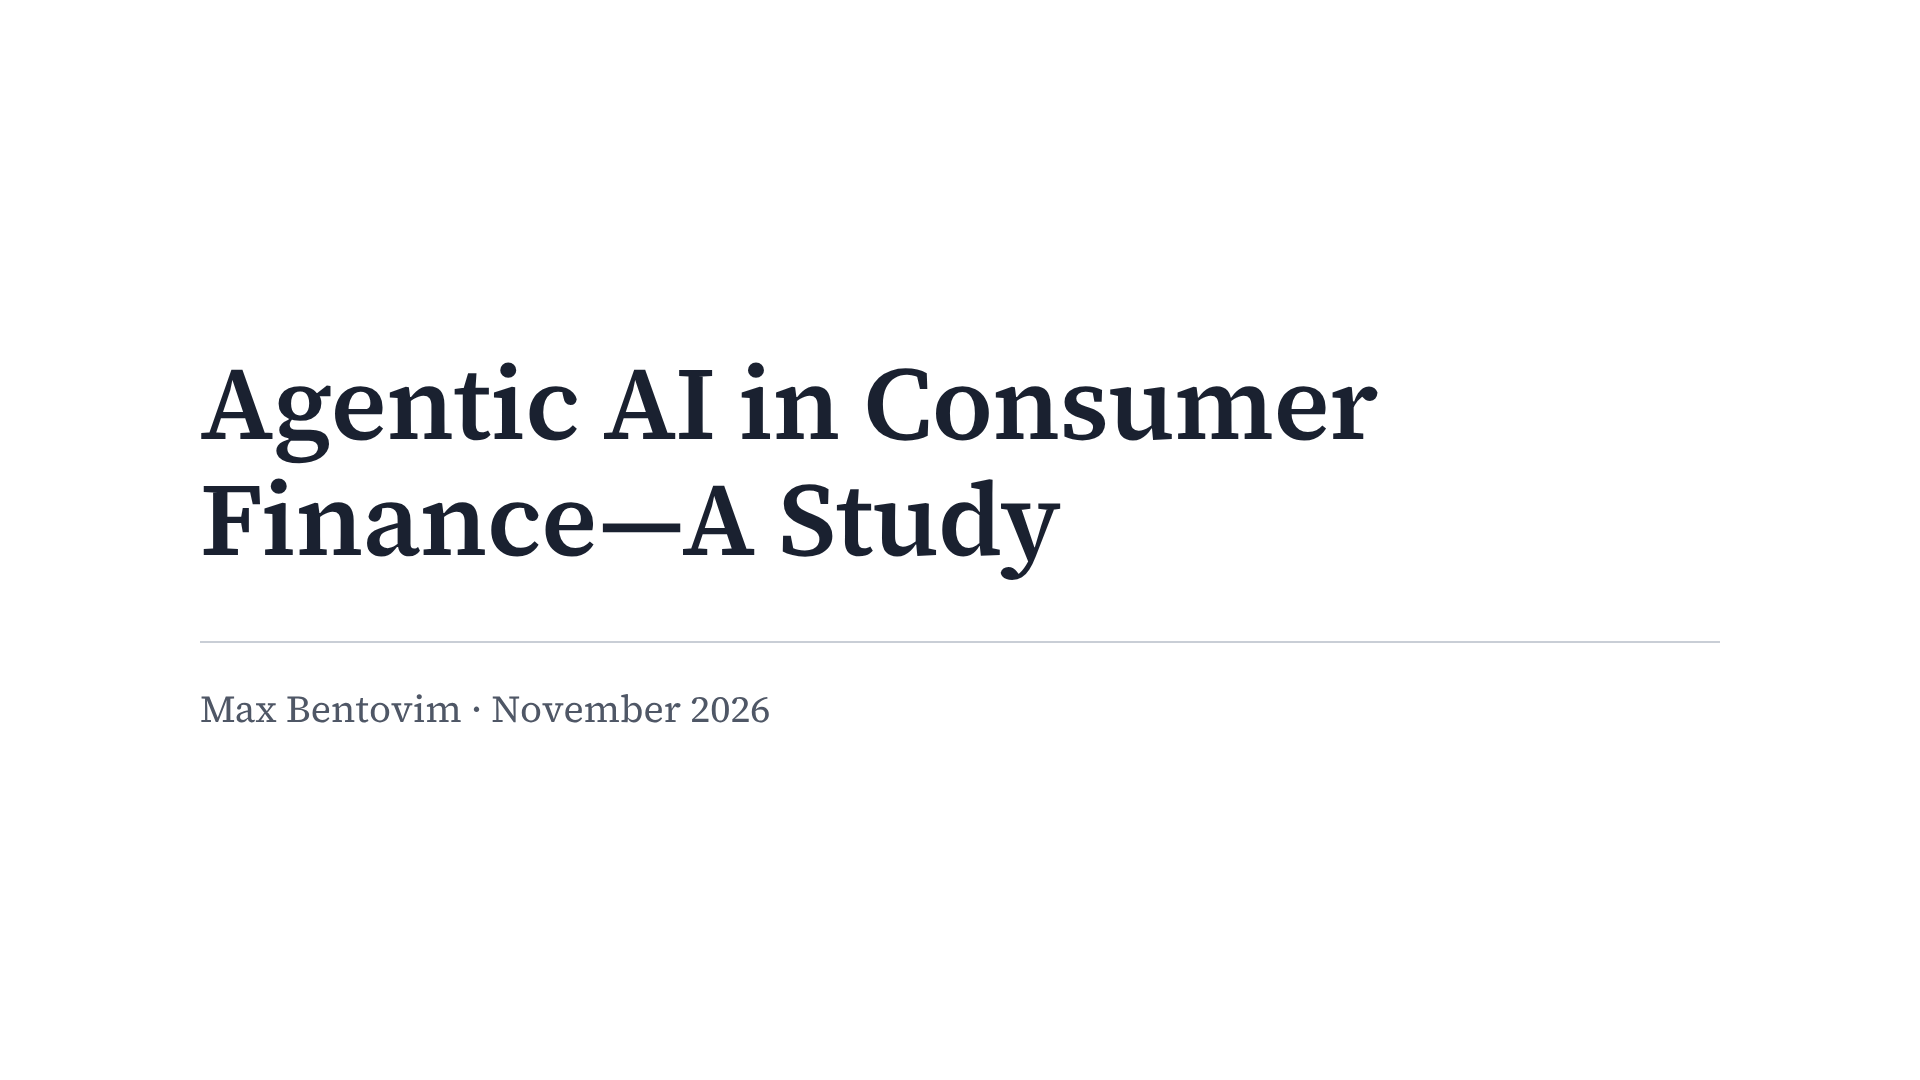 Agentic AI in Consumer
Finance—A Study
Max Bentovim · November 2026